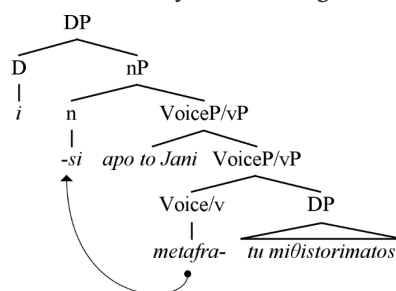 DP
D nP
i n VoiceP/vP
-si apo to Jani VoiceP/vP
Voice/v DP
metafra- tu miθistorimatos